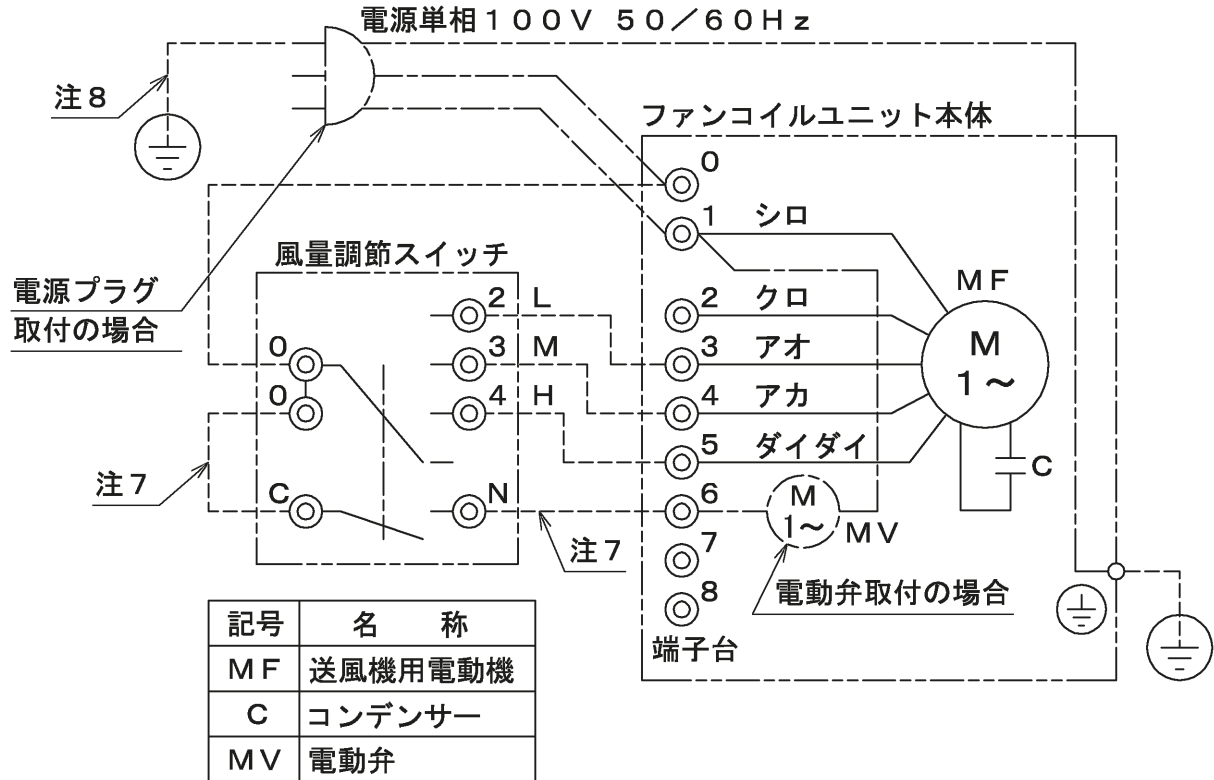 電源単相１００Ｖ ５０／６０Ｈｚ
注８
ファンコイルユニット本体
0
1 シロ
風量調節スイッチ
電源プラグ
取付の場合
ＭＦ
2 L
2 クロ
M
1～
0
3 M
3 アオ
0
4 H
4 アカ
5 ダイダイ
C
注７
C
N
6
M
1～
ＭＶ
注７
7
電動弁取付の場合
8
端子台
記号 名 称
ＭＦ 送風機用電動機
C コンデンサー
ＭＶ 電動弁